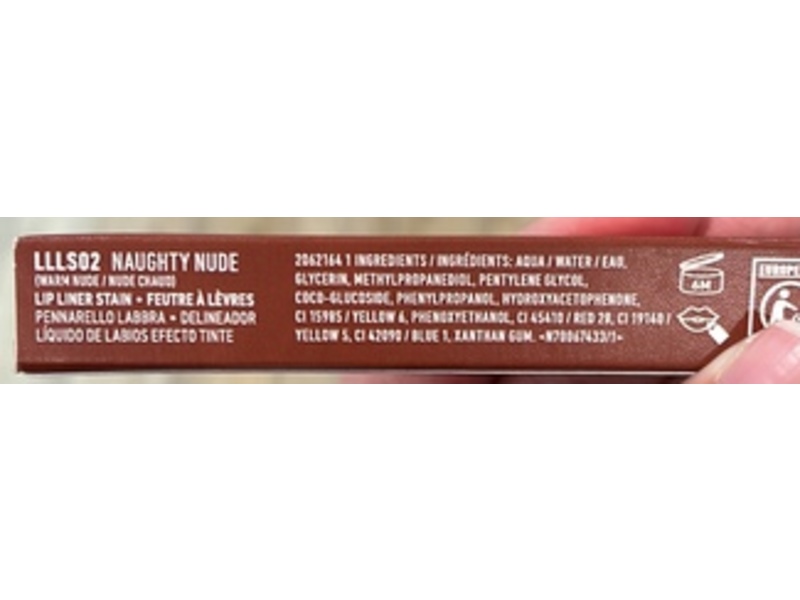 LLLS02 NAUGHTY NUDE
(WARM NUDE / NUDE CHAUD)
LIP LINER STAIN • FEUTRE À LÈVRES
PENNARELLO LABBRA • DELINEADOR
LÍQUIDO DE LABIOS EFECTO TINTE
2062164 1 INGREDIENTS / INGRÉDIENTS: AQUA / WATER / EAU,
GLYCERIN, METHYLPROPANEDIOL, PENTYLENE GLYCOL,
COCO-GLUCOSIDE, PHENYLPROPANOL, HYDROXYACETOPHENONE,
CI 15985 / YELLOW 6, PHENOXYETHANOL, CI 45410 / RED 28, CI 19140 /
YELLOW 5, CI 42090 / BLUE 1, XANTHAN GUM. <N70067433/1>
6M